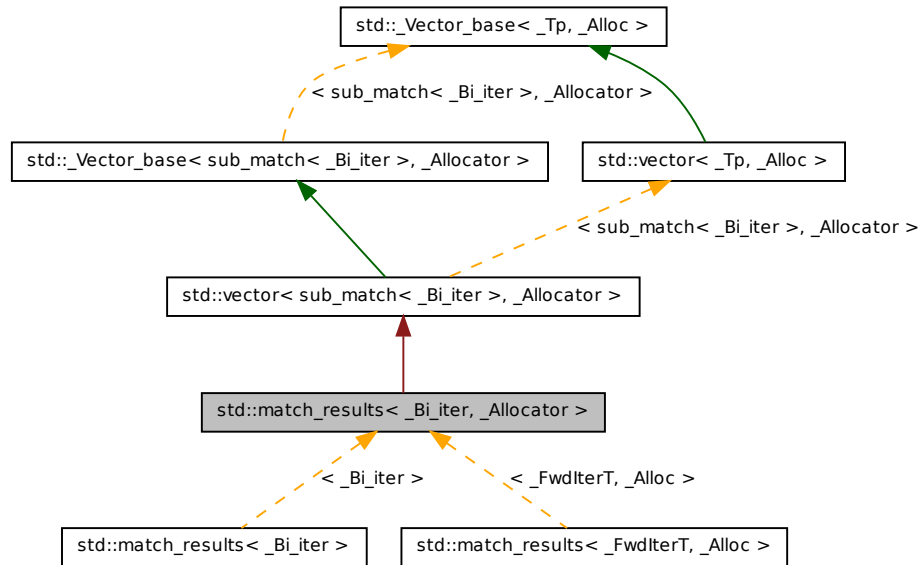 std::_Vector_base< _Tp, _Alloc >
< sub_match< _Bi_iter >, _Allocator >
std::_Vector_base< sub_match< _Bi_iter >, _Allocator >
std::vector< _Tp, _Alloc >
< sub_match< _Bi_iter >, _Allocator >
std::vector< sub_match< _Bi_iter >, _Allocator >
std::match_results< _Bi_iter, _Allocator >
< _Bi_iter >
< _FwdIterT, _Alloc >
std::match_results< _Bi_iter >
std::match_results< _FwdIterT, _Alloc >